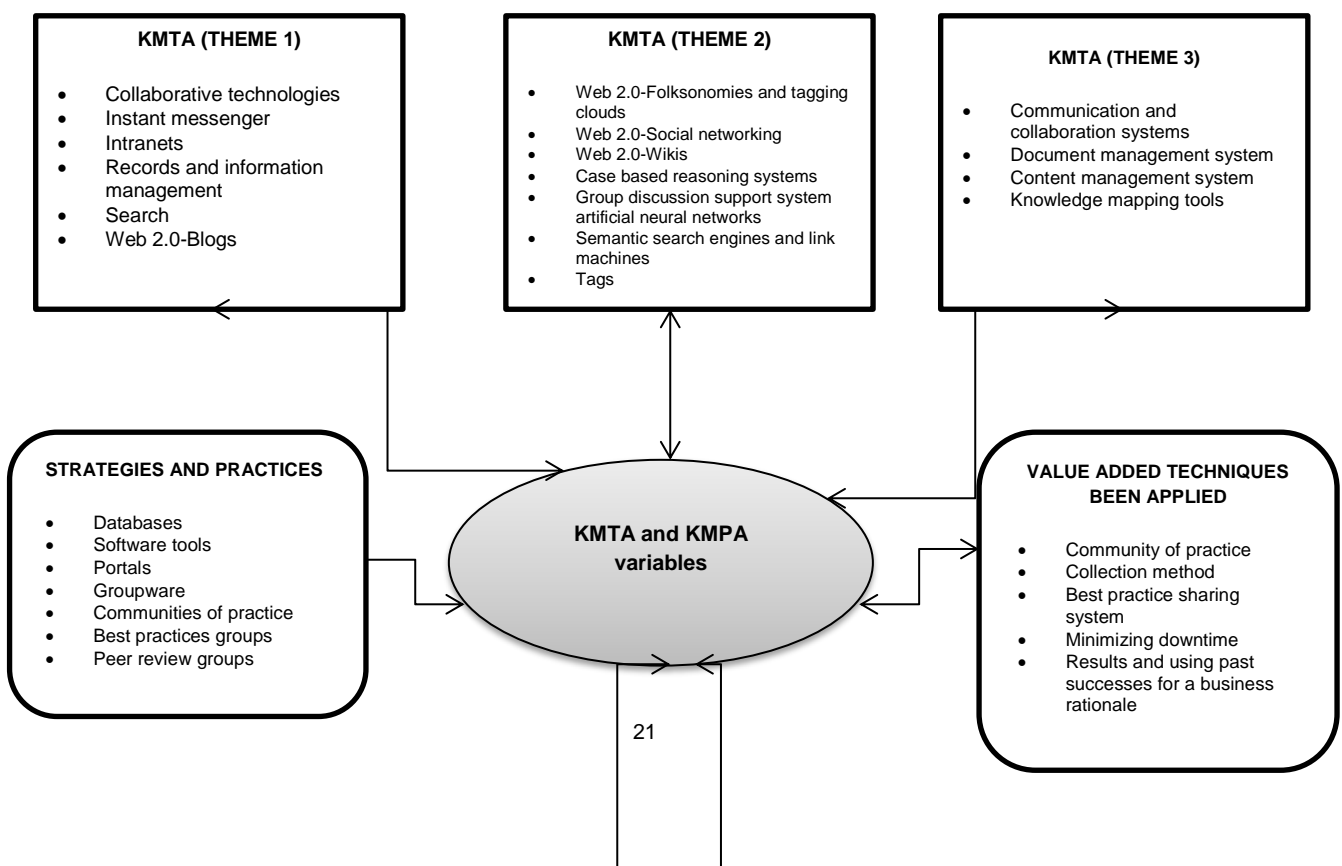 KMTA (THEME 1)
• Collaborative technologies
• Instant messenger
• Intranets
• Records and information
management
• Search
• Web 2.0-Blogs
KMTA (THEME 2)
• Web 2.0-Folksonomies and tagging
clouds
• Web 2.0-Social networking
• Web 2.0-Wikis
• Case based reasoning systems
• Group discussion support system
artificial neural networks
• Semantic search engines and link
machines
• Tags
KMTA (THEME 3)
• Communication and
collaboration systems
• Document management system
• Content management system
• Knowledge mapping tools
STRATEGIES AND PRACTICES
• Databases
• Software tools
• Portals
• Groupware
• Communities of practice
• Best practices groups
• Peer review groups
KMTA and KMPA
variables
VALUE ADDED TECHNIQUES
BEEN APPLIED
• Community of practice
• Collection method
• Best practice sharing
system
• Minimizing downtime
• Results and using past
successes for a business
rationale
21